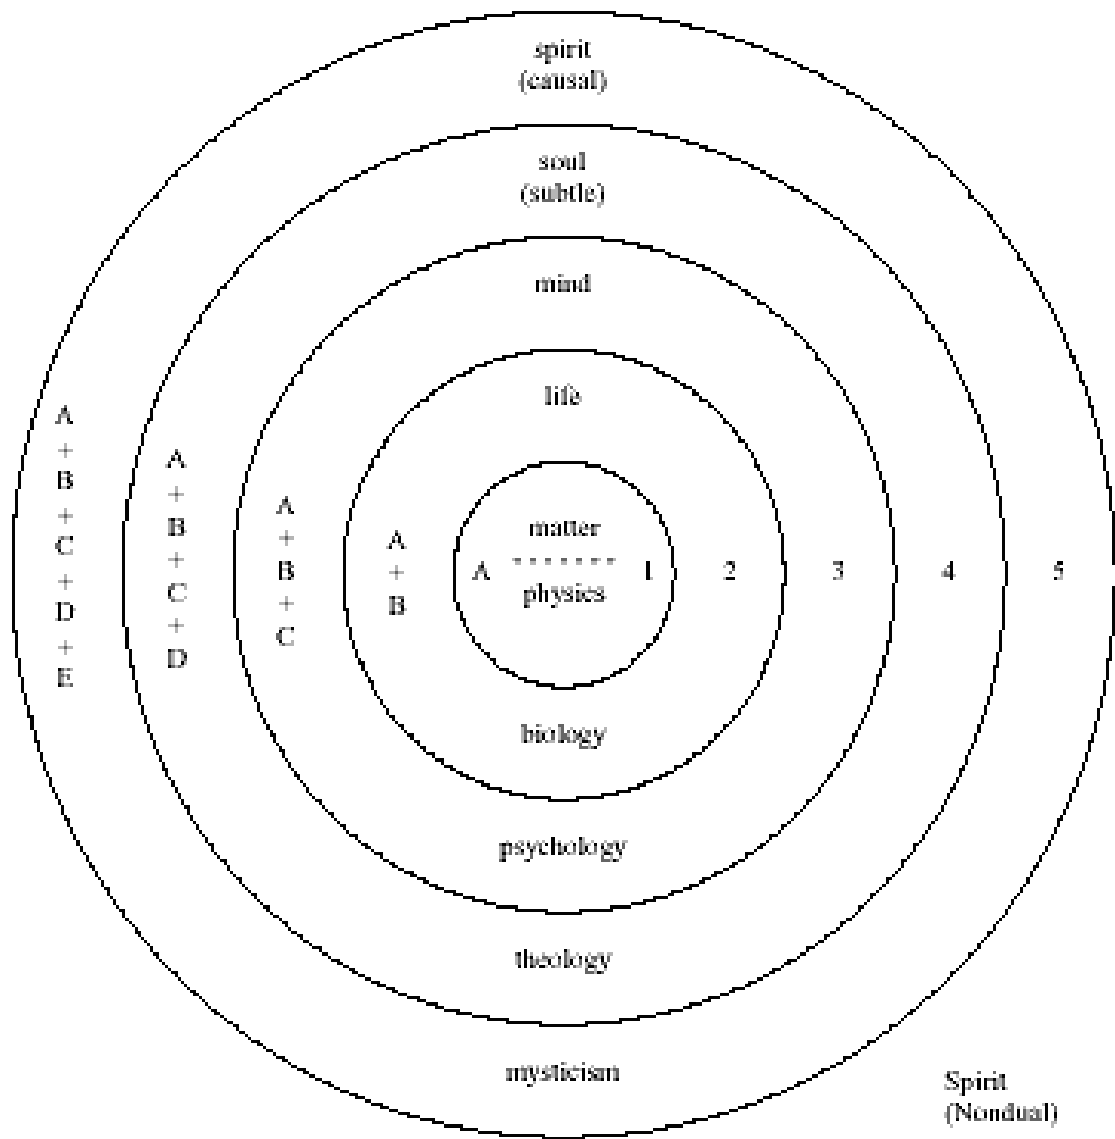 spirit
(causal)
soul
(subtle)
mind
life
matter
- - - - - - -
physics
A
1
2
3
4
5
A
+
B
A
+
B
+
C
A
+
B
+
C
+
D
A
+
B
+
C
+
D
+
E
biology
psychology
theology
mysticism
Spirit
(Nondual)